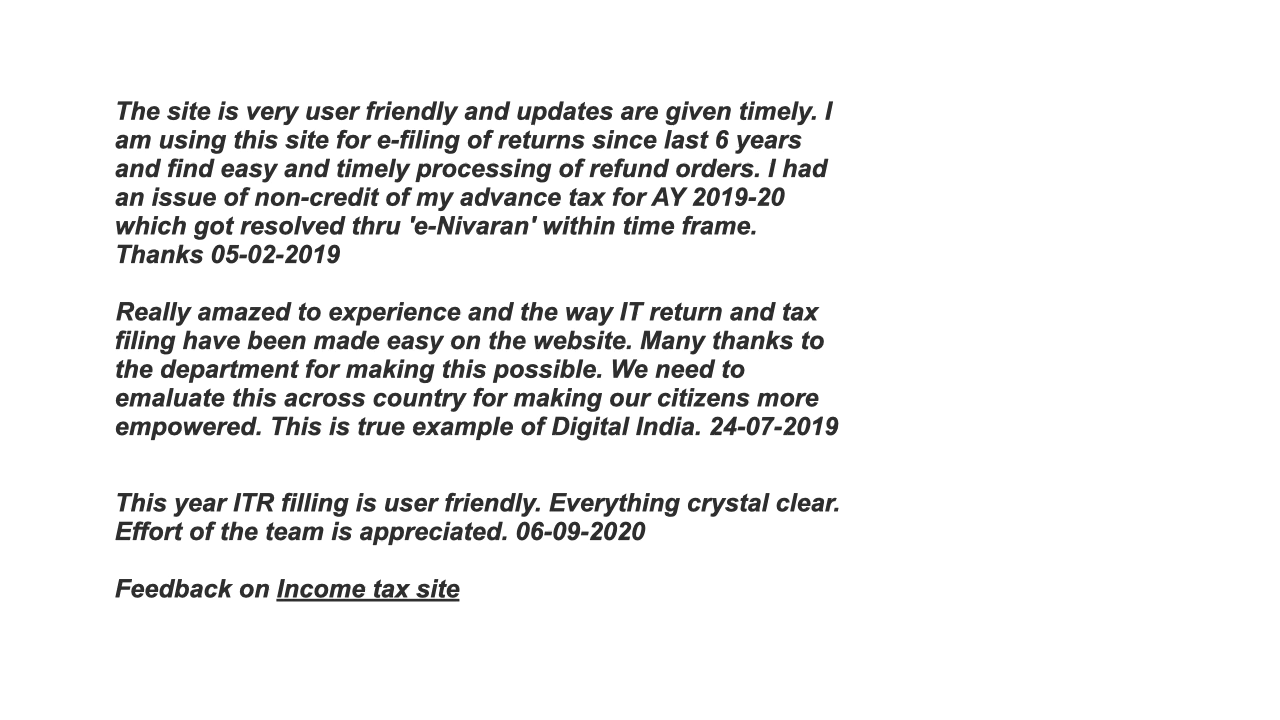 The site is very user friendly and updates are given timely. I
am using this site for e-filing of returns since last 6 years
and find easy and timely processing of refund orders. I had
an issue of non-credit of my advance tax for AY 2019-20
which got resolved thru 'e-Nivaran' within time frame.
Thanks 05-02-2019
Really amazed to experience and the way IT return and tax
filing have been made easy on the website. Many thanks to
the department for making this possible. We need to
emaluate this across country for making our citizens more
empowered. This is true example of Digital India. 24-07-2019
This year ITR filling is user friendly. Everything crystal clear.
Effort of the team is appreciated. 06-09-2020
Feedback on Income tax site